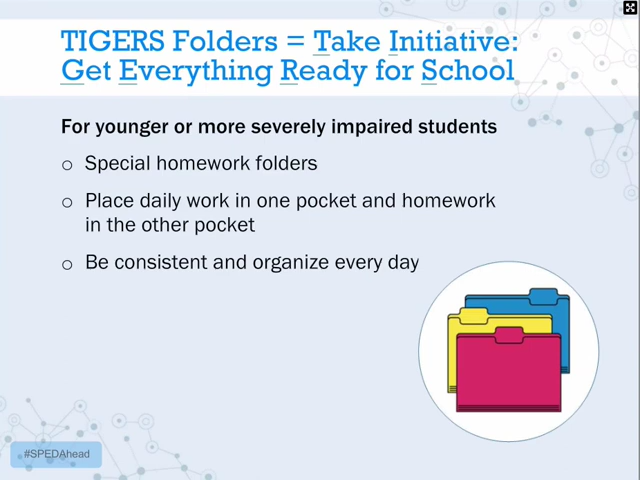 TIGERS Folders = Take Initiative:
Get Everything Ready for School
For younger or more severely impaired students
o Special homework folders
o Place daily work in one pocket and homework
in the other pocket
o Be consistent and organize every day
#SPEDAhead